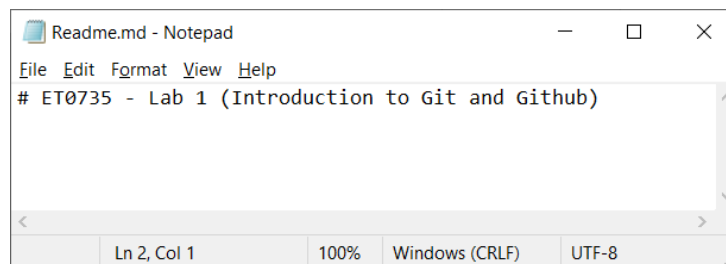 Readme.md - Notepad
File Edit Format View Help
# ET0735 - Lab 1 (Introduction to Git and Github)
Ln 2, Col 1 100% Windows (CRLF) UTF-8